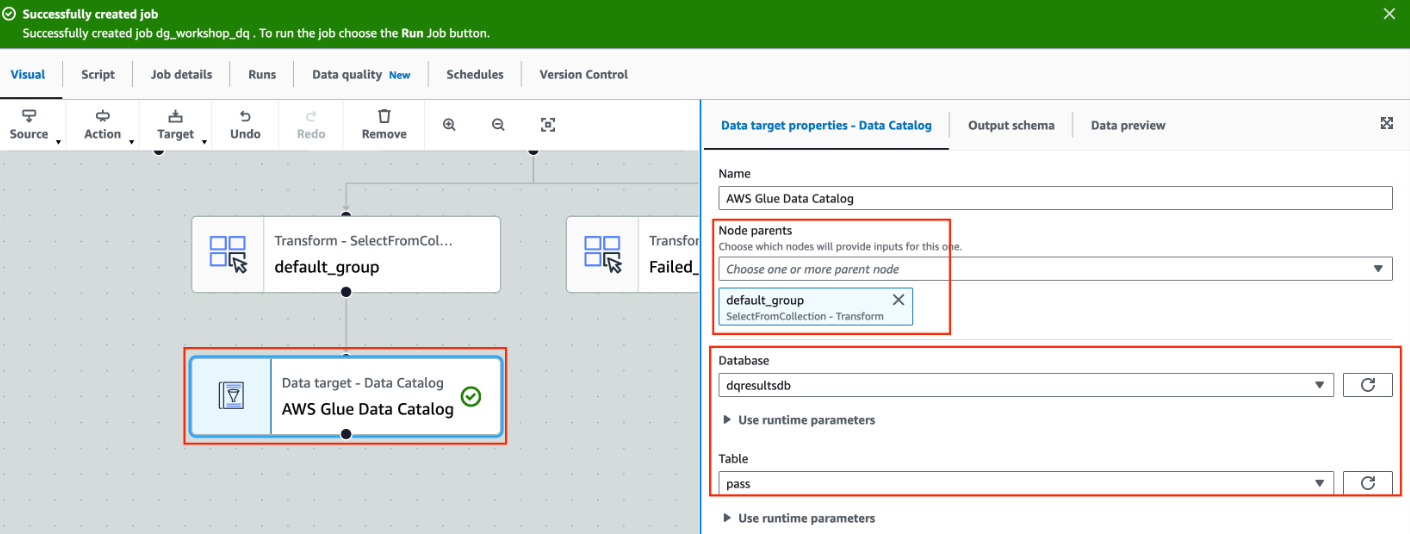 Successfully created job
Successfully created job dg_workshop_dq . To run the job choose the Run Job button.
Visual
Script
Job details
Runs
Data quality New
Schedules
Version Control
Source
Action
Target
Undo
Redo
Remove
Data target properties - Data Catalog
Output schema
Data preview
Transform - SelectFromCol...
default_group
Transfor
Failed_
Data target - Data Catalog
AWS Glue Data Catalog
Name
AWS Glue Data Catalog
Node parents
Choose which nodes will provide inputs for this one.
Choose one or more parent node
default_group
SelectFromCollection - Transform
Database
dqresultsdb
Use runtime parameters
Table
pass
Use runtime parameters